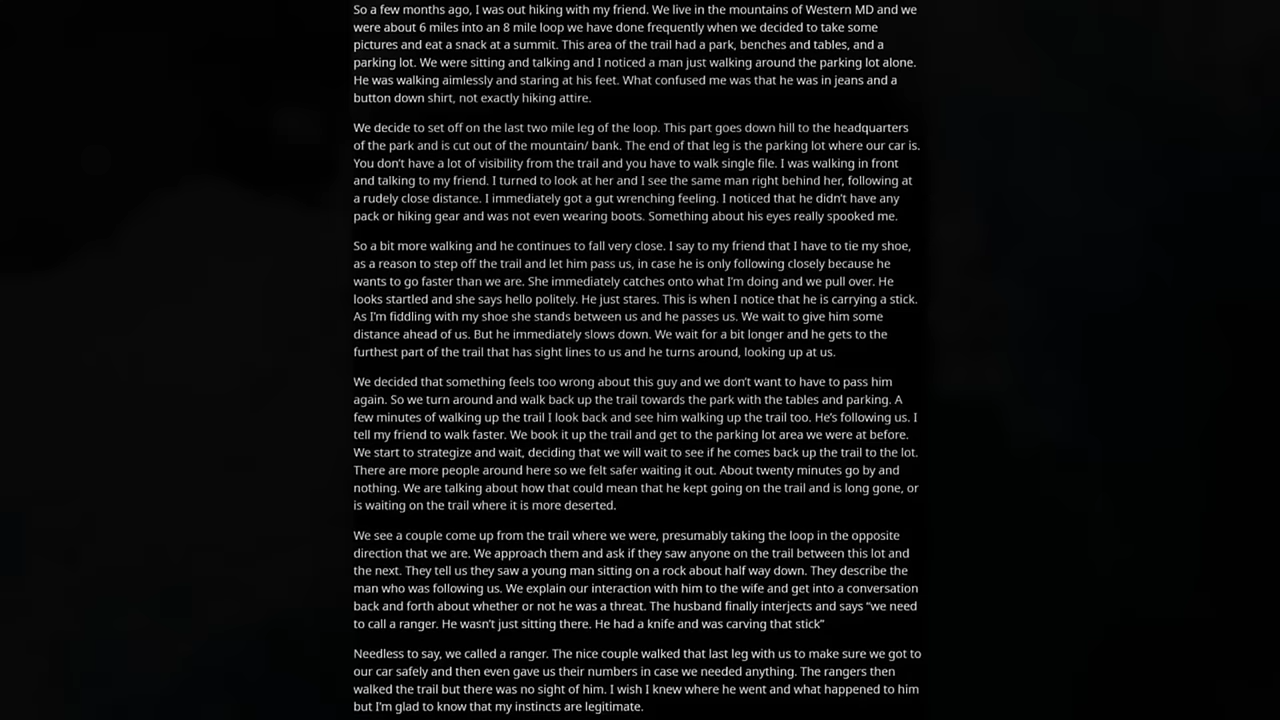 So a few months ago, I was out hiking with my friend. We live in the mountains of Western MD and we
were about 6 miles into an 8 mile loop we have done frequently when we decided to take some
pictures and eat a snack at a summit. This area of the trail had a park, benches and tables, and a
parking lot. We were sitting and talking and I noticed a man just walking around the parking lot alone.
He was walking aimlessly and staring at his feet. What confused me was that he was in jeans and a
button down shirt, not exactly hiking attire.
We decide to set off on the last two mile leg of the loop. This part goes down hill to the headquarters
of the park and is cut out of the mountain/ bank. The end of that leg is the parking lot where our car is.
You don't have a lot of visibility from the trail and you have to walk single file. I was walking in front
and talking to my friend. I turned to look at her and I see the same man right behind her, following at
a rudely close distance. I immediately got a gut wrenching feeling. I noticed that he didn't have any
pack or hiking gear and was not even wearing boots. Something about his eyes really spooked me.
So a bit more walking and he continues to fall very close. I say to my friend that I have to tie my shoe,
as a reason to step off the trail and let him pass us, in case he is only following closely because he
wants to go faster than we are. She immediately catches onto what I'm doing and we pull over. He
looks startled and she says hello politely. He just stares. This is when I notice that he is carrying a stick.
As I'm fiddling with my shoe she stands between us and he passes us. We wait to give him some
distance ahead of us. But he immediately slows down. We wait for a bit longer and he gets to the
furthest part of the trail that has sight lines to us and he turns around, looking up at us.
We decided that something feels too wrong about this guy and we don't want to have to pass him
again. So we turn around and walk back up the trail towards the park with the tables and parking. A
few minutes of walking up the trail I look back and see him walking up the trail too. He's following us. I
tell my friend to walk faster. We book it up the trail and get to the parking lot area we were at before.
We start to strategize and wait, deciding that we will wait to see if he comes back up the trail to the lot.
There are more people around here so we felt safer waiting it out. About twenty minutes go by and
nothing. We are talking about how that could mean that he kept going on the trail and is long gone, or
is waiting on the trail where it is more deserted.
We see a couple come up from the trail where we were, presumably taking the loop in the opposite
direction that we are. We approach them and ask if they saw anyone on the trail between this lot and
the next. They tell us they saw a young man sitting on a rock about half way down. They describe the
man who was following us. We explain our interaction with him to the wife and get into a conversation
back and forth about whether or not he was a threat. The husband finally interjects and says “we need
to call a ranger. He wasn't just sitting there. He had a knife and was carving that stick”
Needless to say, we called a ranger. The nice couple walked that last leg with us to make sure we got to
our car safely and then even gave us their numbers in case we needed anything. The rangers then
walked the trail but there was no sight of him. I wish I knew where he went and what happened to him
but I'm glad to know that my instincts are legitimate.